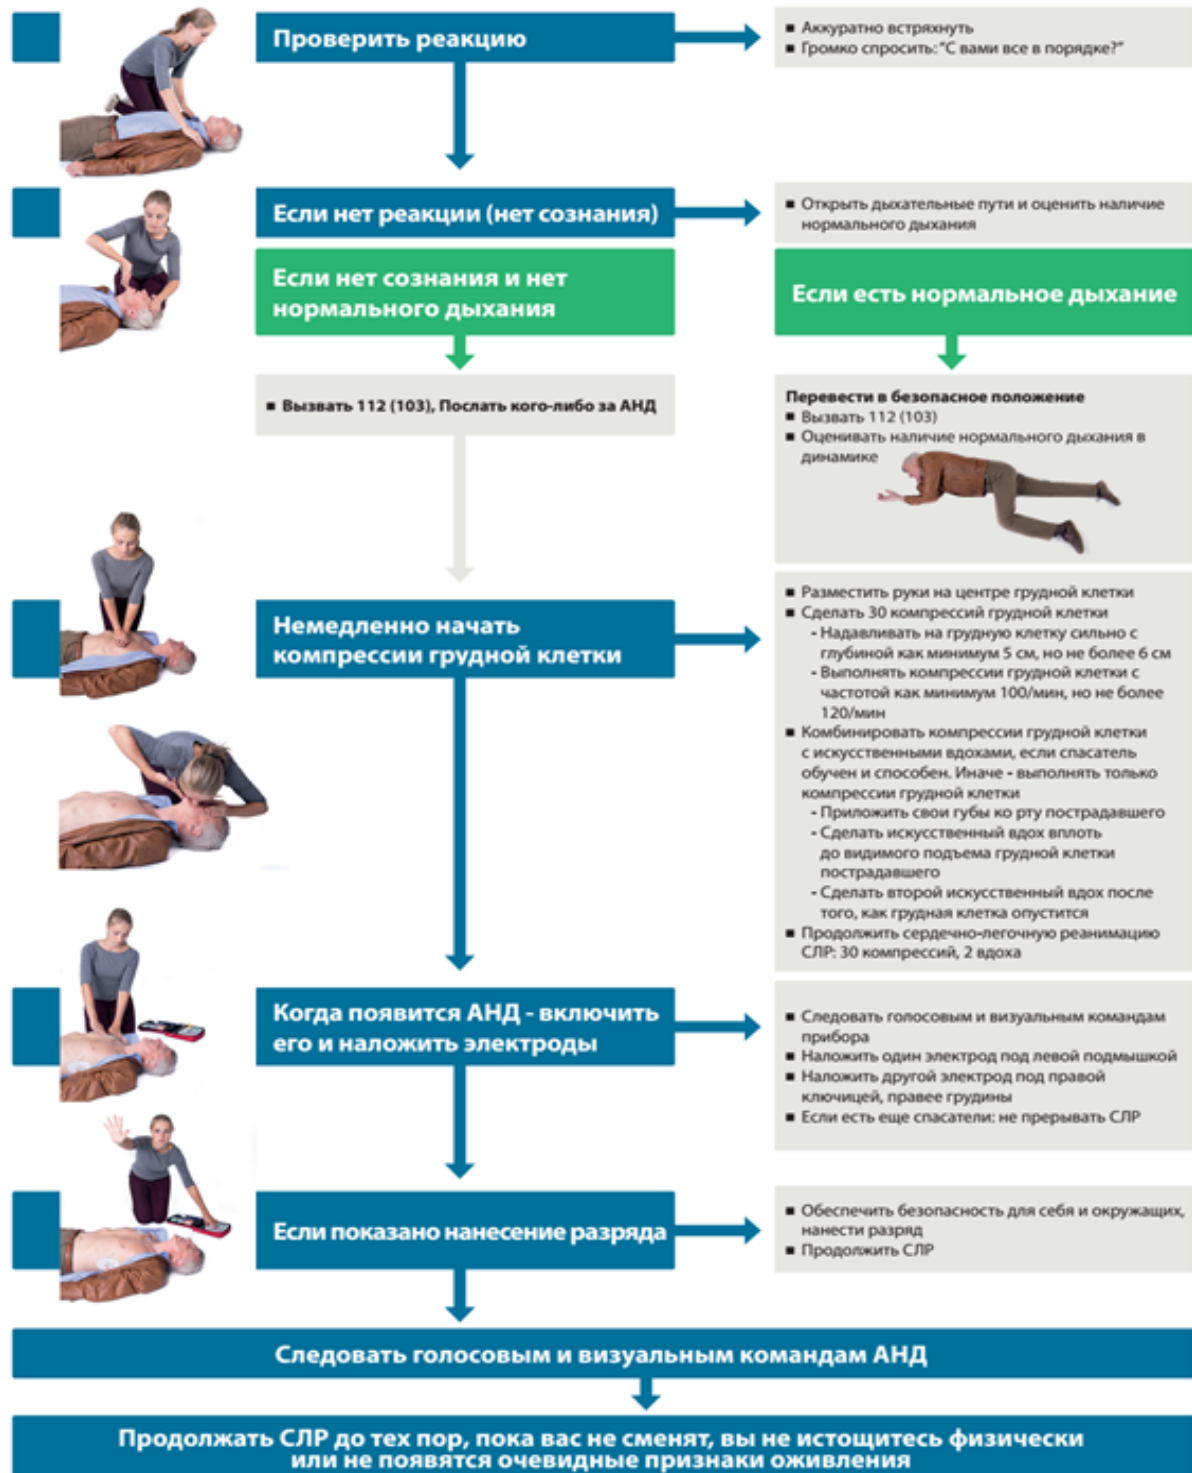 Проверить реакцию
■ Аккуратно встряхнуть
■ Громко спросить: "С вами все в порядке?"
Если нет реакции (нет сознания)
■ Открыть дыхательные пути и оценить наличие
нормального дыхания
Если нет сознания и нет
нормального дыхания
Если есть нормальное дыхание
■ Вызвать 112 (103), Послать кого-либо за АНД
Перевести в безопасное положение
■ Вызвать 112 (103)
■ Оценивать наличие нормального дыхания в
динамике
Немедленно начать
компрессии грудной клетки
■ Разместить руки на центре грудной клетки
■ Сделать 30 компрессий грудной клетки
- Надавливать на грудную клетку сильно с
глубиной как минимум 5 см, но не более 6 см
- Выполнять компрессии грудной клетки с
частотой как минимум 100/мин, но не более
120/мин
■ Комбинировать компрессии грудной клетки
с искусственными вдохами, если спасатель
обучен и способен. Иначе - выполнять только
компрессии грудной клетки
- Приложить свои губы ко рту пострадавшего
- Сделать искусственный вдох вплоть
до видимого подъема грудной клетки
пострадавшего
- Сделать второй искусственный вдох после
того, как грудная клетка опустится
■ Продолжить сердечно-легочную реанимацию
СЛР: 30 компрессий, 2 вдоха
Когда появится АНД - включить
его и наложить электроды
■ Следовать голосовым и визуальным командам
прибора
■ Наложить один электрод под левой подмышкой
■ Наложить другой электрод под правой
ключицей, правее грудины
■ Если есть еще спасатели: не прерывать СЛР
Если показано нанесение разряда
■ Обеспечить безопасность для себя и окружащих,
нанести разряд
■ Продолжить СЛР
Следовать голосовым и визуальным командам АНД
Продолжать СЛР до тех пор, пока вас не сменят, вы не истощитесь физически
или не появятся очевидные признаки оживления